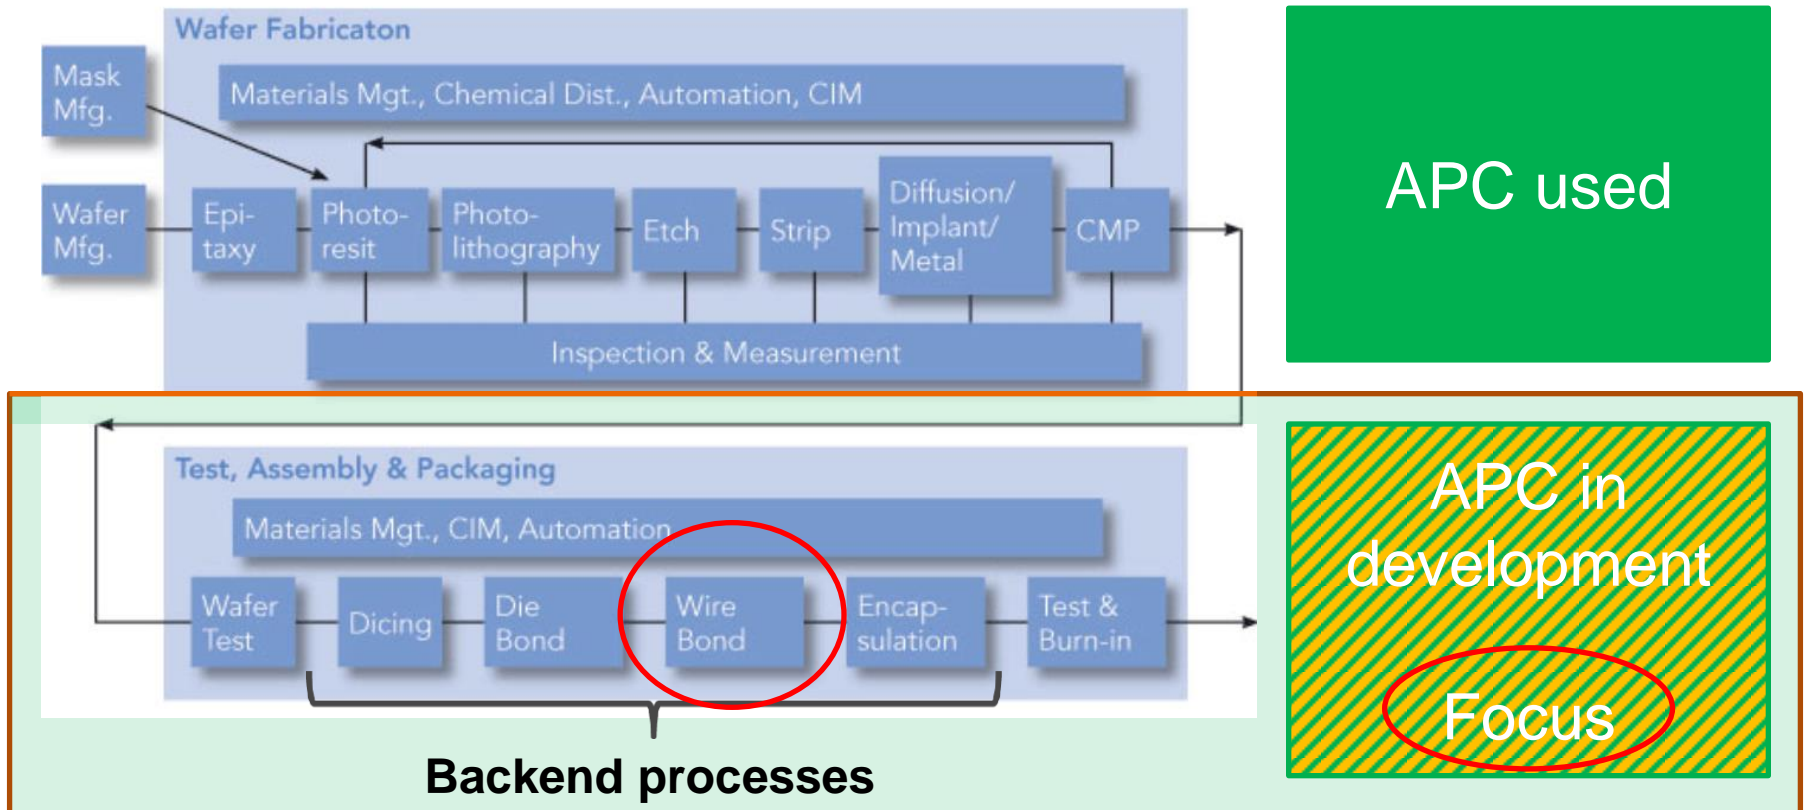 Wafer Fabricaton
Mask
Mfg.
Materials Mgt., Chemical Dist., Automation, CIM
APC used
Wafer
Mfg.
Epi-
taxy
Photo-
resit
Photo-
lithography
Etch
Strip
Diffusion/
Implant/
Metal
CMP
Inspection & Measurement
Test, Assembly & Packaging
Materials Mgt., CIM, Automation
APC in
development
Focus
Wafer
Test
Dicing
Die
Bond
Wire
Bond
Encap-
sulation
Test &
Burn-in
Backend processes